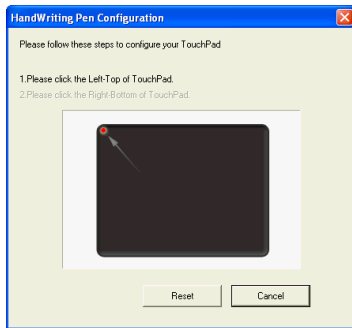 HandWriting Pen Configuration
Please follow these steps to configure your TouchPad
1.Please click the Left-Top of TouchPad.
2.Please click the Right-Bottom of TouchPad.
Reset
Cancel